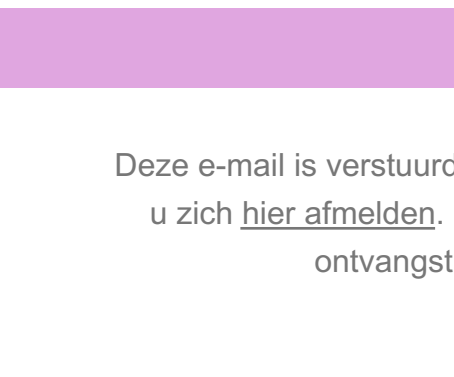 Deze e-mail is verstuurd
u zich hier afmelden.
ontvangst